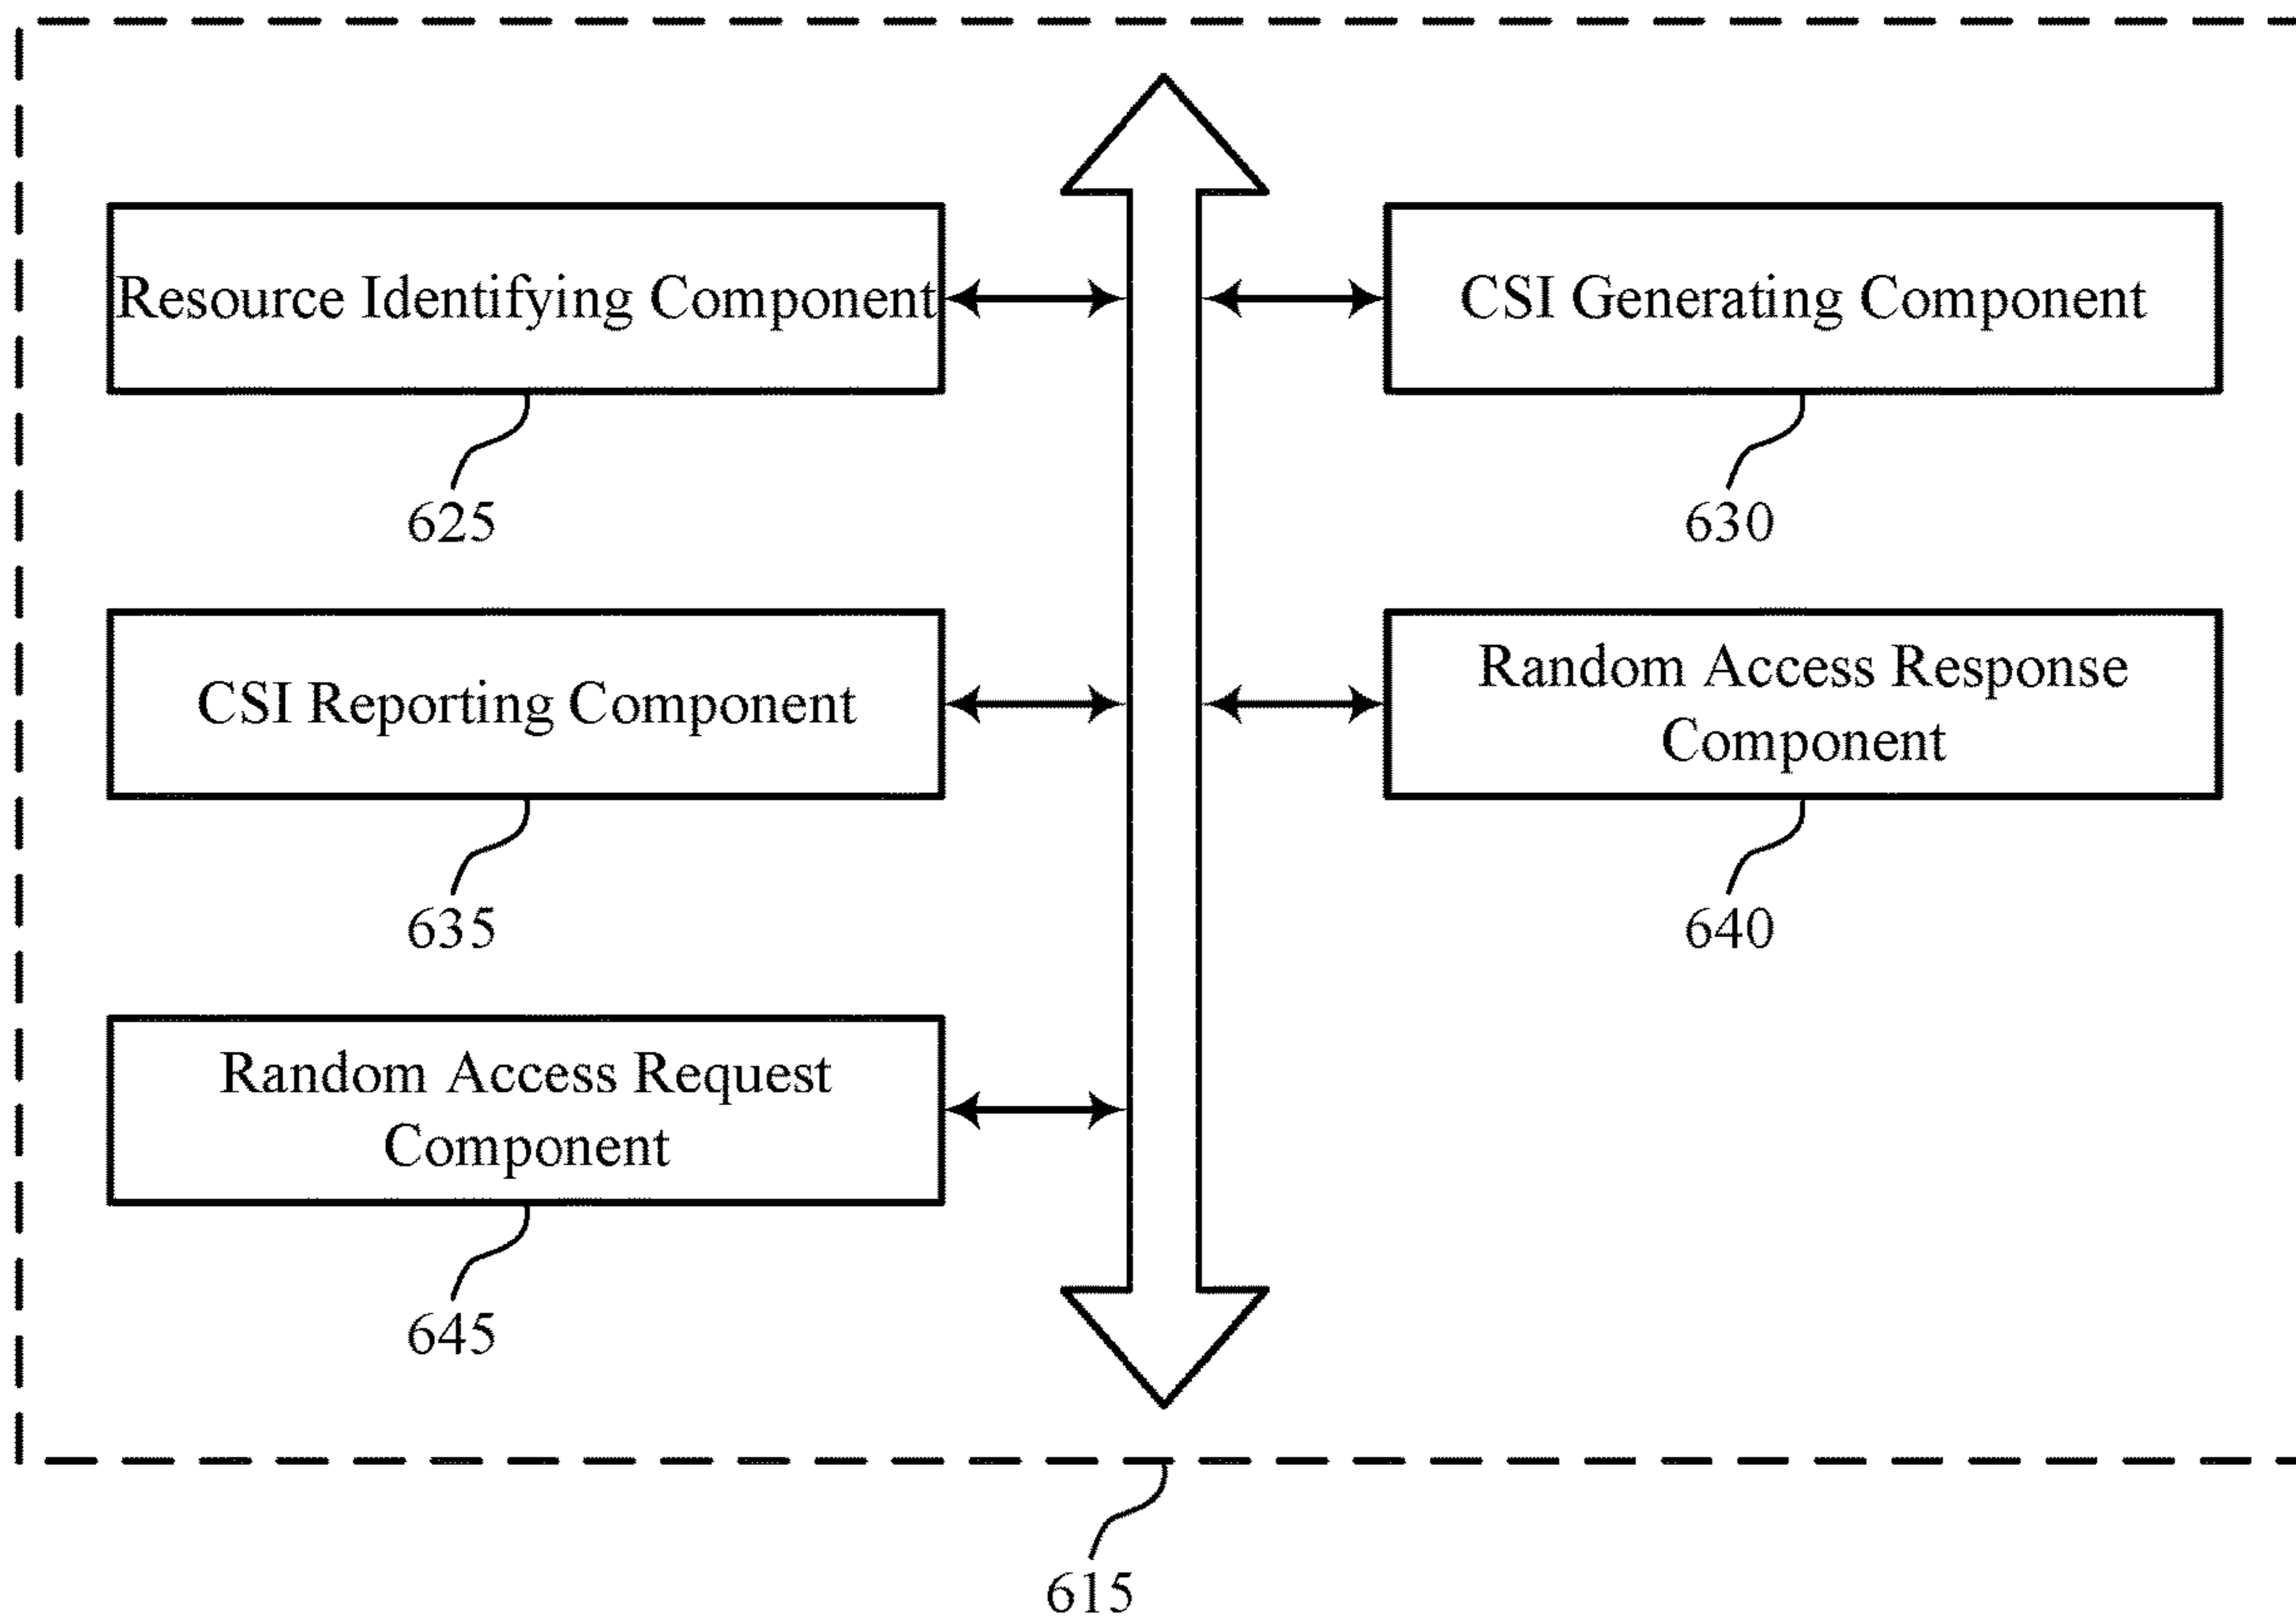 Resource Identifying Component
625
CSI Generating Component
630
CSI Reporting Component
635
Random Access Response
Component
640
Random Access Request
Component
645
615